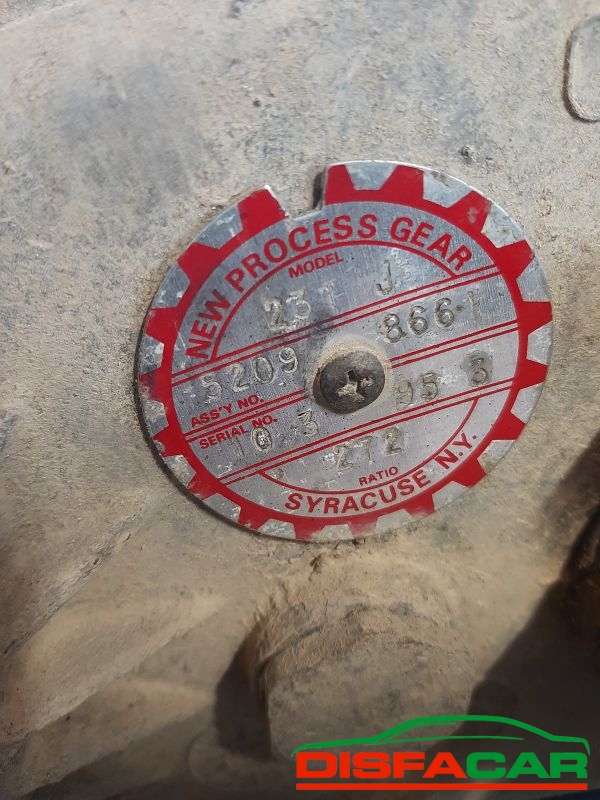 NEW PROCESS GEAR
MODEL
231 J
5209 866-1
ASS'Y NO.
SERIAL NO.
10 3 95 3
272
RATIO
SYRACUSE N.Y.
DISFACAR